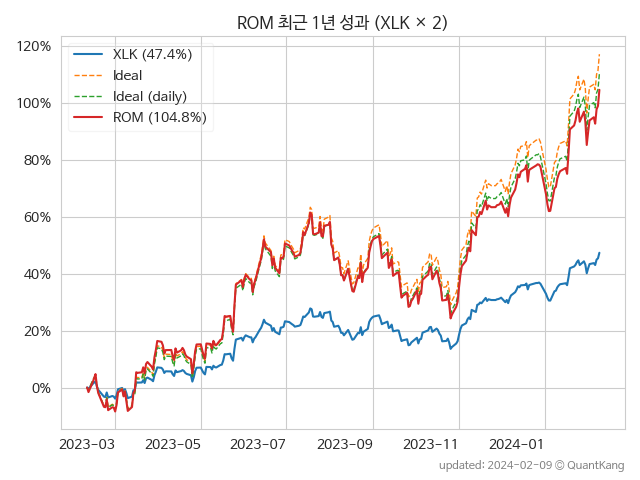 ROM 최근 1년 성과 (XLK × 2)
120%
100%
80%
60%
40%
20%
0%
XLK (47.4%)
Ideal
Ideal (daily)
ROM (104.8%)
2023-03
2023-05
2023-07
2023-09
2023-11
2024-01
updated: 2024-02-09 © QuantKang